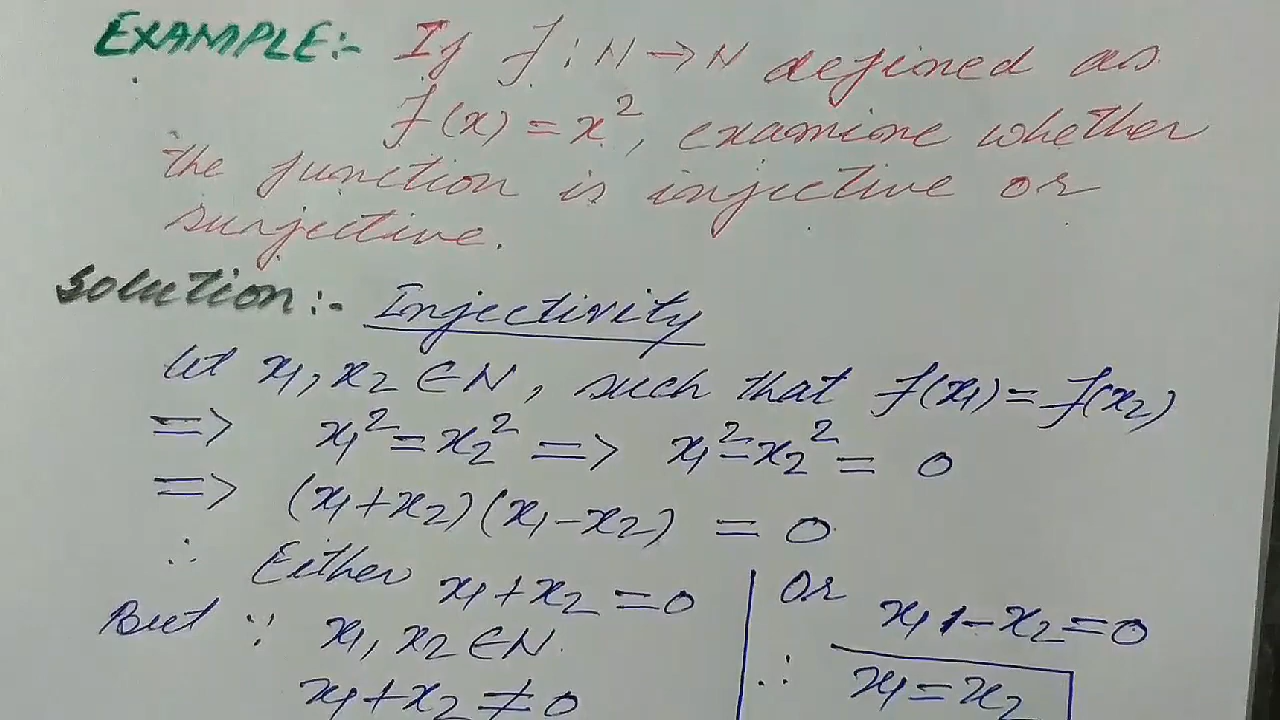 EXAMPLE:- If f : N → N defined as
f(x) = x², examine whether
the function is injective or
surjective.
Solution:- Injectivity
Let x₁, x₂ ∈ N, such that f(x₁) = f(x₂)
=> x₁² = x₂² => x₁² - x₂² = 0
=> (x₁+x₂)(x₁-x₂) = 0
∴ Either x₁+x₂ = 0
But ∵ x₁, x₂ ∈ N
x₁+x₂ ≠ 0
or
x₁-x₂ = 0
∴ x₁ = x₂